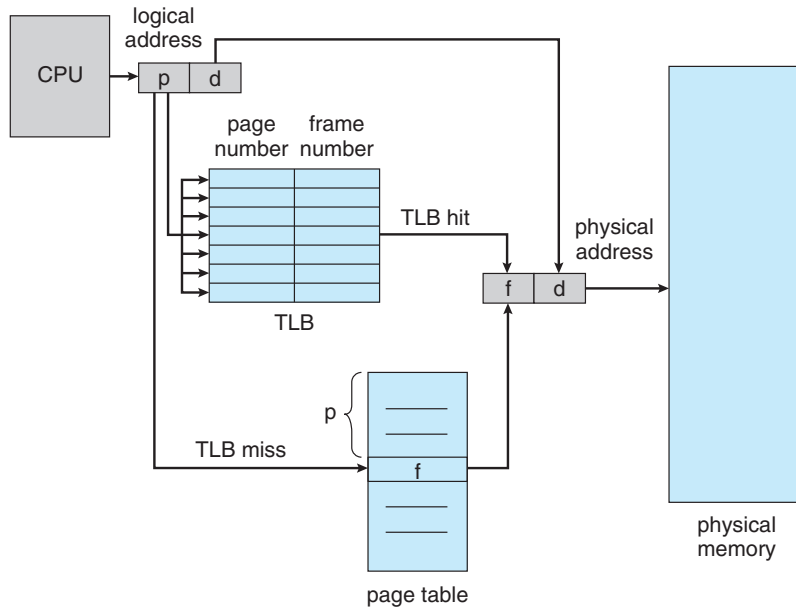 logical
address
CPU
p d
page
number
frame
number
TLB hit
physical
address
f d
TLB
p
TLB miss
f
physical
memory
page table